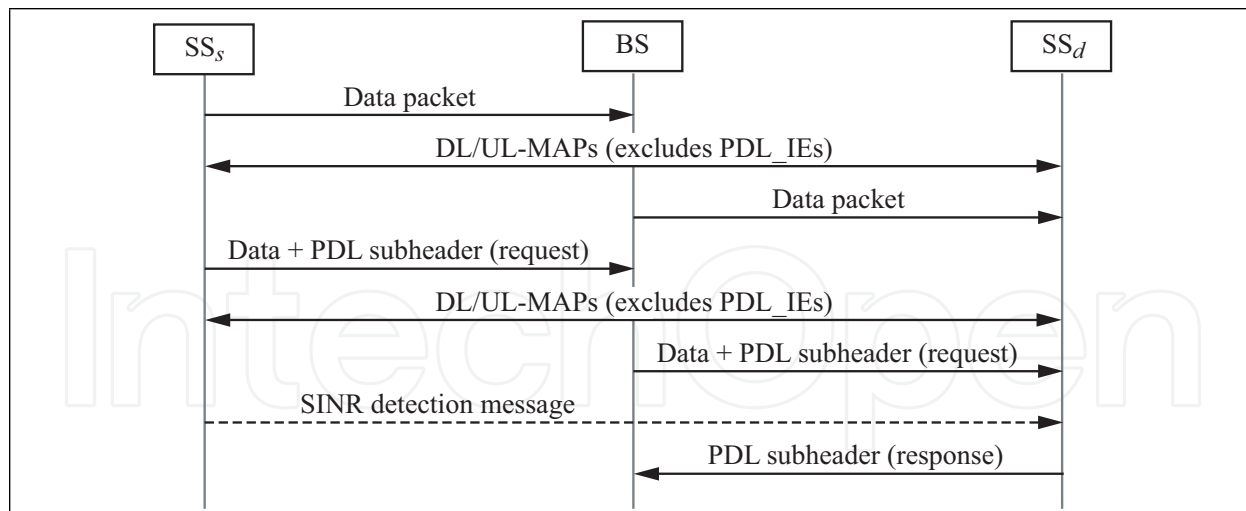 SSs BS SSd
Data packet
DL/UL-MAPs (excludes PDL_IEs)
Data packet
Data + PDL subheader (request)
DL/UL-MAPs (excludes PDL_IEs)
Data + PDL subheader (request)
SINR detection message
PDL subheader (response)
IntechOpen